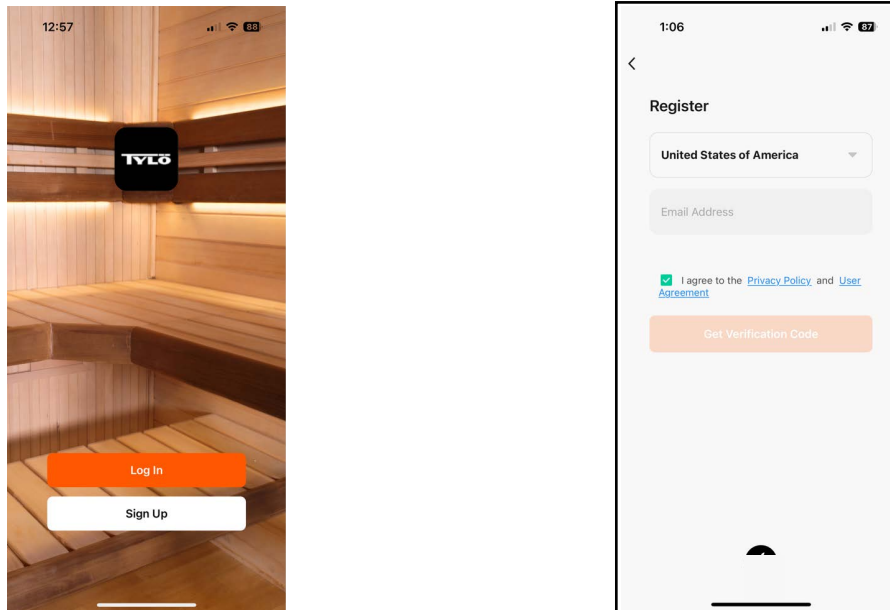 12:57
88
TYLÖ
Log In
Sign Up
1:06
87
Register
United States of America
Email Address
I agree to the Privacy Policy and User
Agreement
Get Verification Code